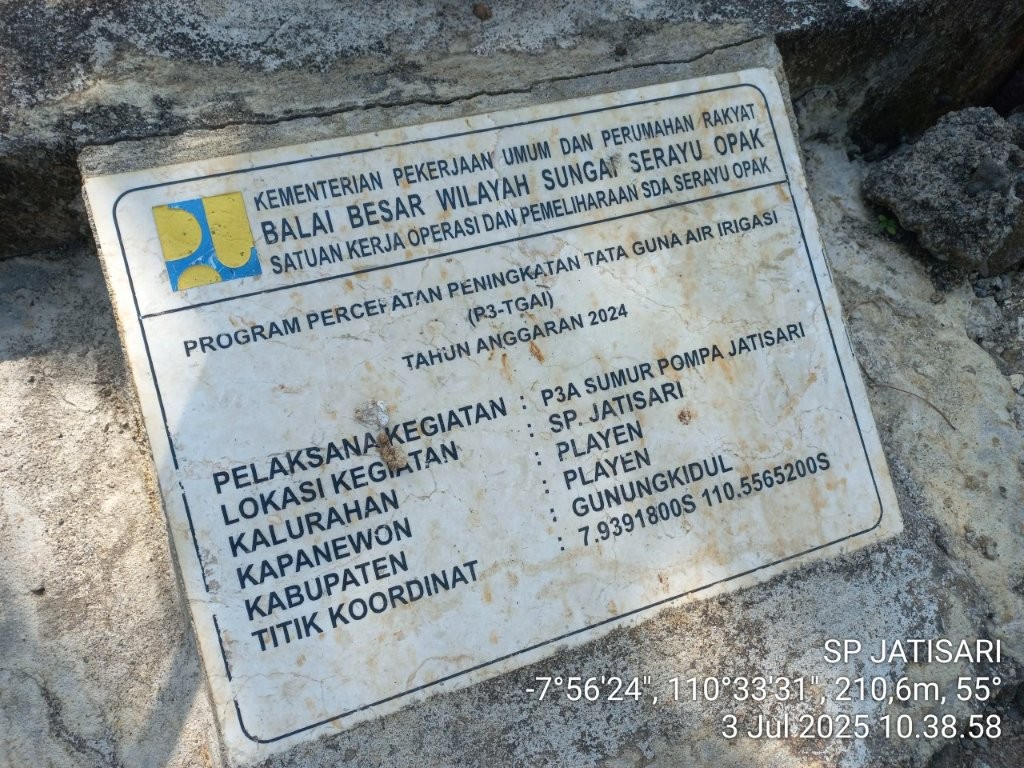 KEMENTERIAN PEKERJAAN UMUM DAN PERUMAHAN RAKYAT
BALAI BESAR WILAYAH SUNGAI SERAYU OPAK
SATUAN KERJA OPERASI DAN PEMELIHARAAN SDA SERAYU OPAK
PROGRAM PERCEPATAN PENINGKATAN TATA GUNA AIR IRIGASI
(P3-TGAI)
TAHUN ANGGARAN 2024
PELAKSANA KEGIATAN : P3A SUMUR POMPA JATISARI
LOKASI KEGIATAN : SP. JATISARI
KALURAHAN : PLAYEN
KAPANEWON : PLAYEN
KABUPATEN : GUNUNGKIDUL
TITIK KOORDINAT : 7.9391800S 110.5565200S
SP JATISARI
-7°56'24", 110°33'31", 210,6m, 55°
3 Jul 2025 10.38.58